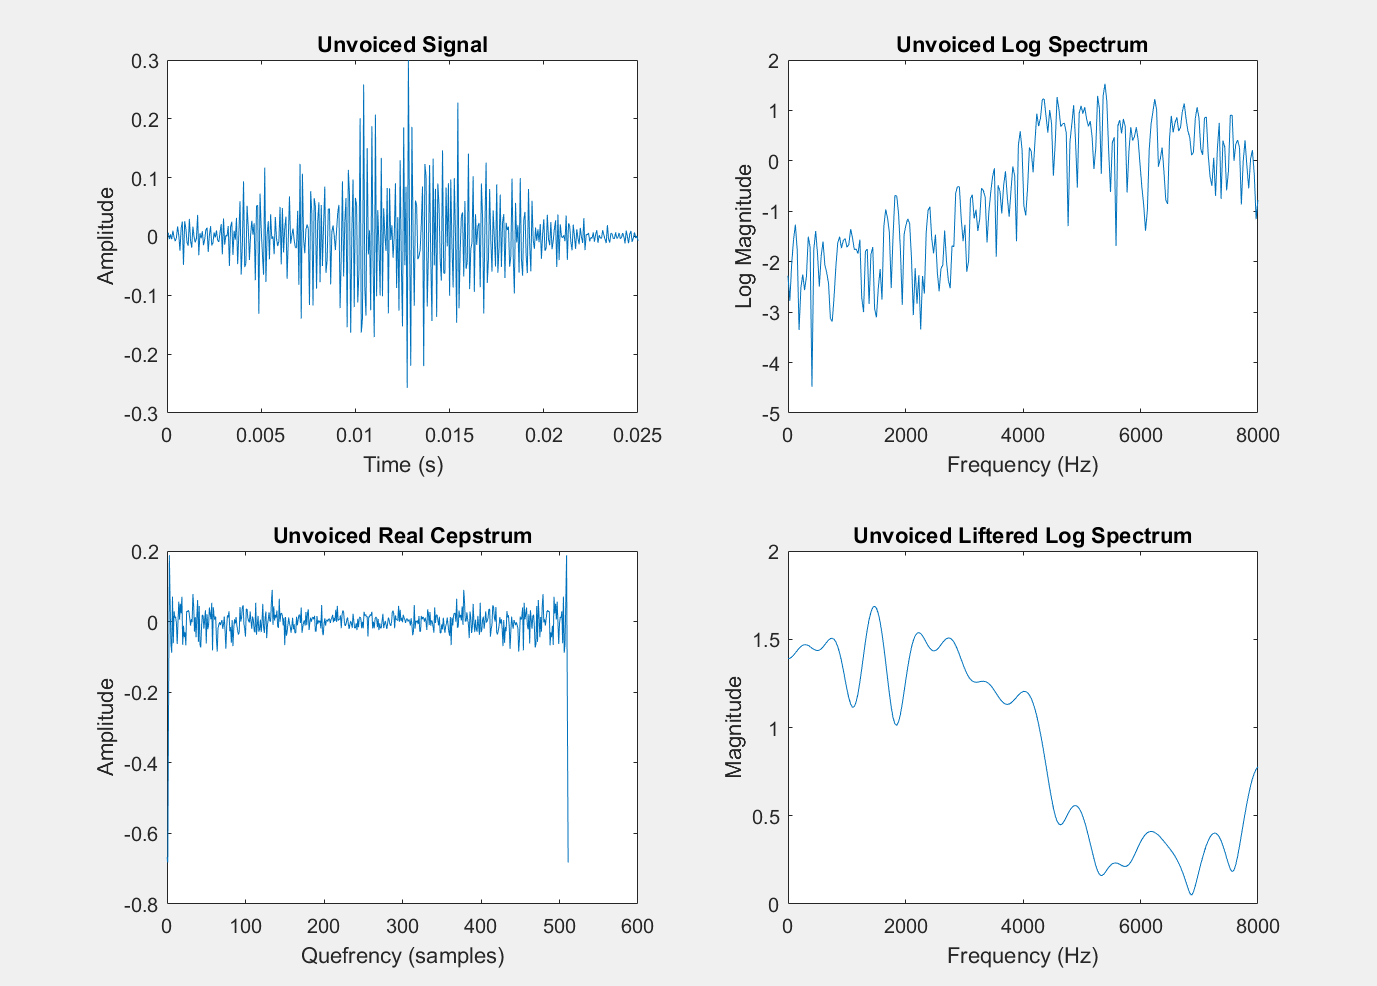 Unvoiced Signal
0.3
0.2
0.1
0
-0.1
-0.2
-0.3
Amplitude
0 0.005 0.01 0.015 0.02 0.025
Time (s)
Unvoiced Log Spectrum
2
1
0
-1
-2
-3
-4
-5
Log Magnitude
0 2000 4000 6000 8000
Frequency (Hz)
Unvoiced Real Cepstrum
0.2
0
-0.2
-0.4
-0.6
-0.8
Amplitude
0 100 200 300 400 500 600
Quefrency (samples)
Unvoiced Liftered Log Spectrum
2
1.5
1
0.5
0
Magnitude
0 2000 4000 6000 8000
Frequency (Hz)